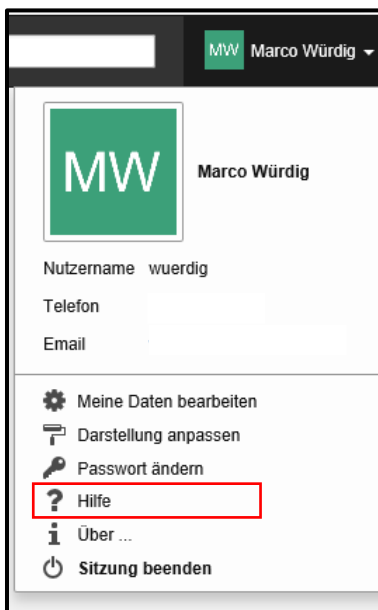 MW Marco Würdig
MW
Marco Würdig
Nutzername wuerdig
Telefon
Email
Meine Daten bearbeiten
Darstellung anpassen
Passwort ändern
? Hilfe
i Über ...
Sitzung beenden